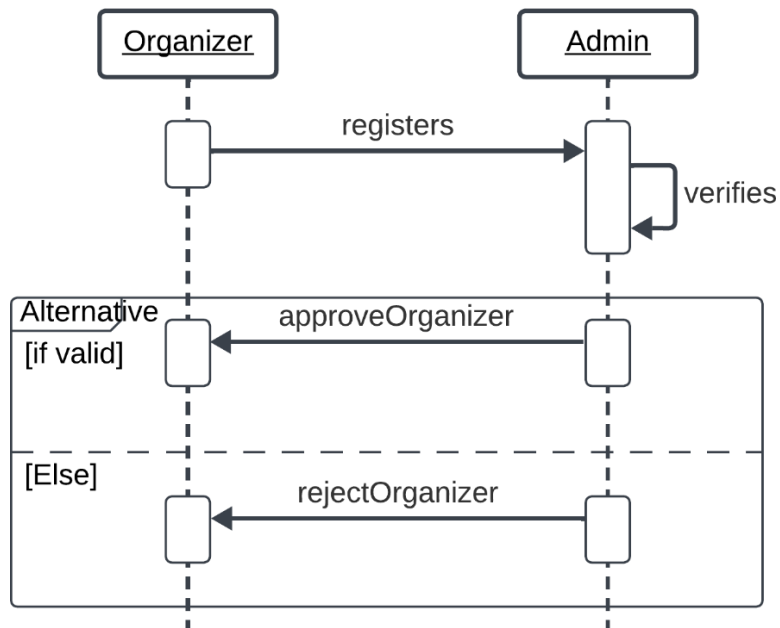 Organizer
Admin
registers
verifies
Alternative
approveOrganizer
[if valid]
[Else]
rejectOrganizer